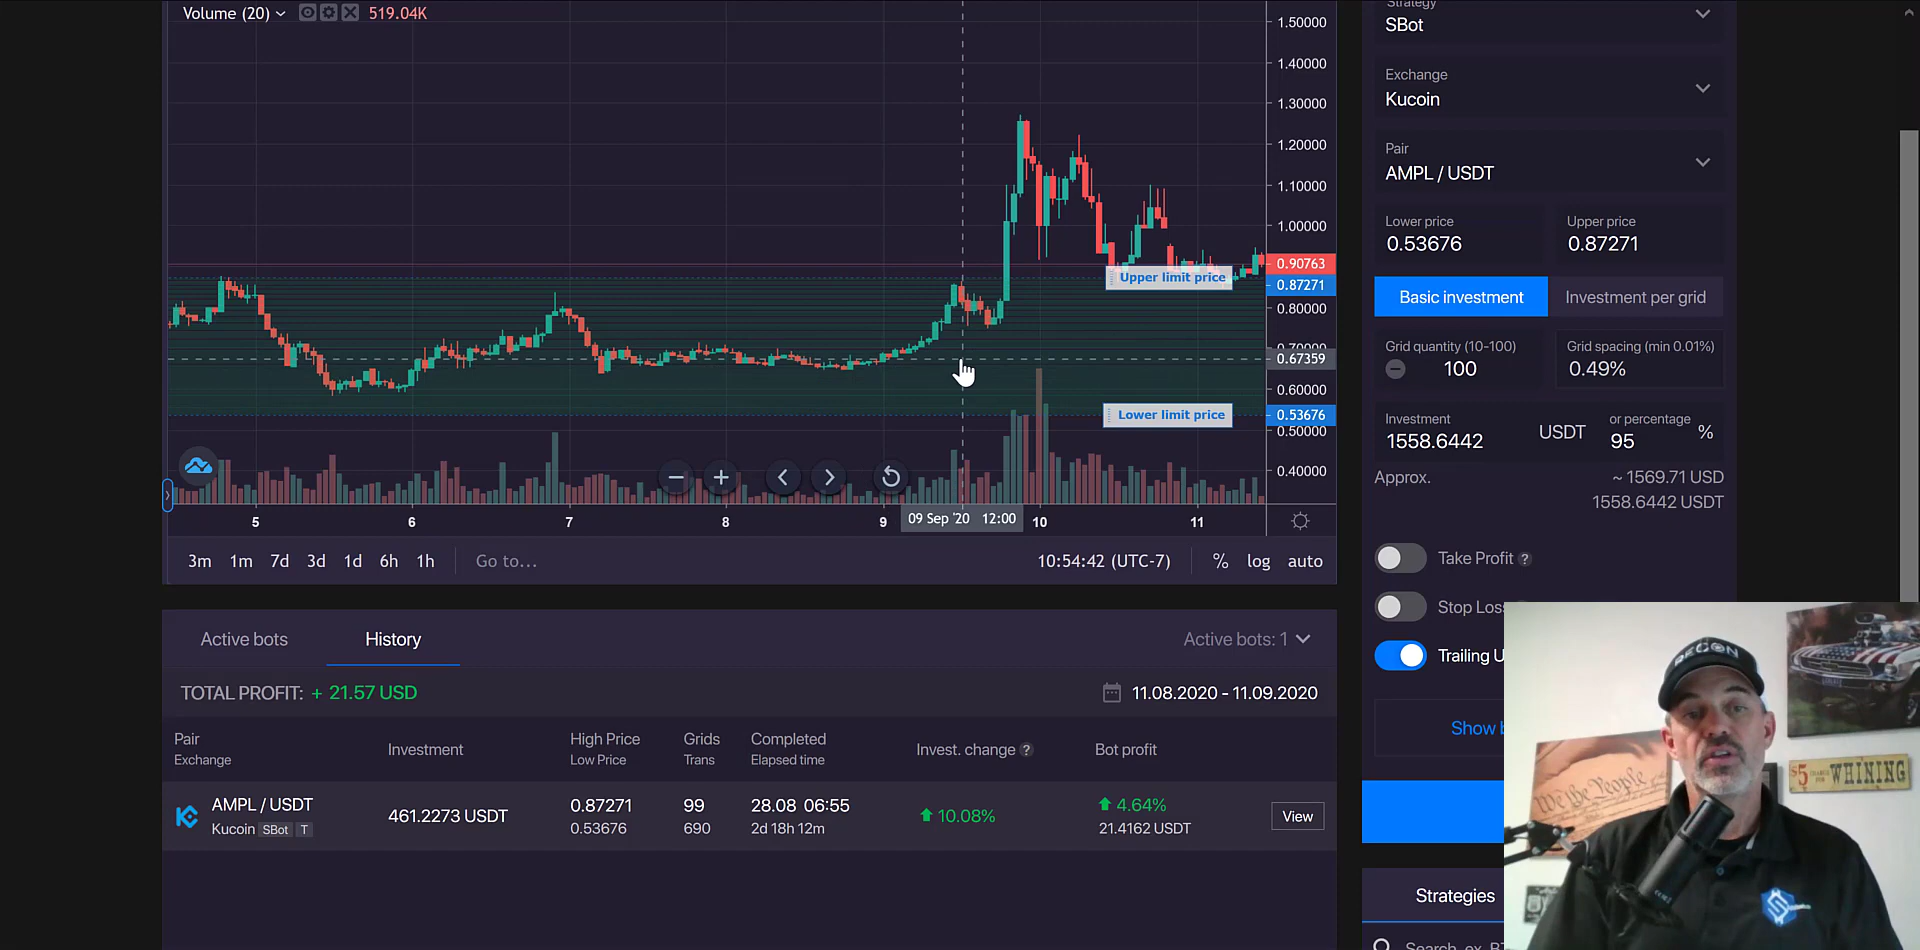 Volume (20) 519.04K
1.50000
1.40000
1.30000
1.20000
1.10000
1.00000
0.90763
Upper limit price
0.87271
0.80000
0.70000
0.67359
0.60000
Lower limit price 0.53676
0.50000
0.40000
5 6 7 8 9 09 Sep '20 12:00 10 11
3m 1m 7d 3d 1d 6h 1h Go to... 10:54:42 (UTC-7) % log auto
Active bots History Active bots: 1
TOTAL PROFIT: + 21.57 USD 11.08.2020 - 11.09.2020
Pair Investment High Price Grids Completed Invest. change ? Bot profit
Exchange Low Price Trans Elapsed time
AMPL / USDT 461.2273 USDT 0.87271 99 28.08 06:55 10.08% 4.64% View
Kucoin SBot T 0.53676 690 2d 18h 12m 21.4162 USDT
Strategy
SBot
Exchange
Kucoin
Pair
AMPL / USDT
Lower price Upper price
0.53676 0.87271
Basic investment Investment per grid
Grid quantity (10-100) Grid spacing (min 0.01%)
100 0.49%
Investment or percentage
1558.6442 USDT 95 %
Approx. ~ 1569.71 USD
1558.6442 USDT
Take Profit ?
Stop Loss
Trailing U
Show
Strategies
Search, ex.
RECON
We the People
$5 CHARGE FOR WHINING